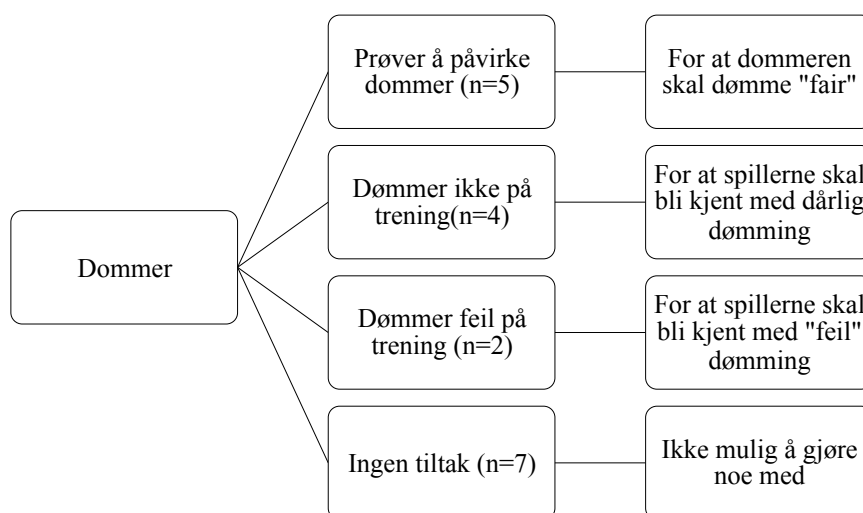 Prøver å påvirke
dommer (n=5)
For at dommeren
skal dømme "fair"
Dømmer ikke på
trening(n=4)
For at spillerne skal
bli kjent med dårlig
dømming
Dommer
Dømmer feil på
trening (n=2)
For at spillerne skal
bli kjent med "feil"
dømming
Ingen tiltak (n=7)
Ikke mulig å gjøre
noe med